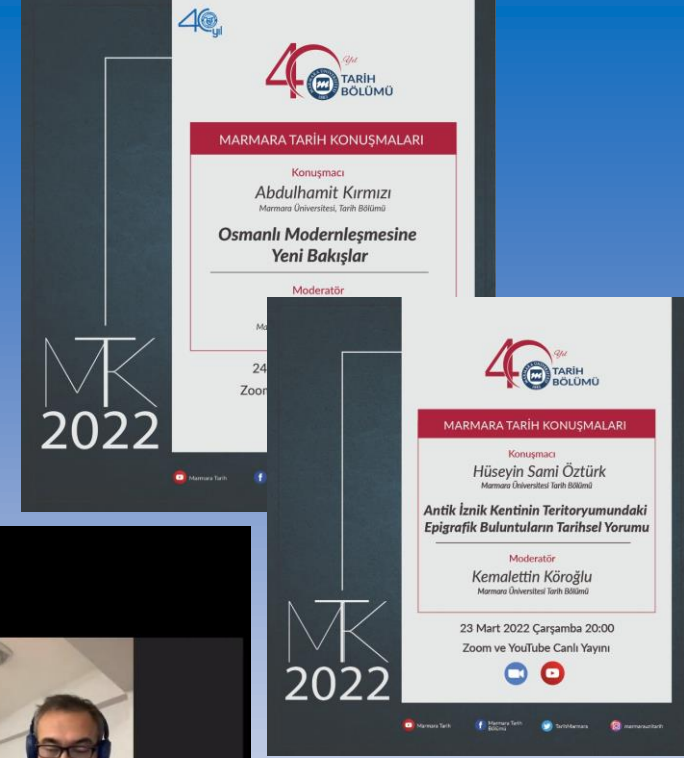 40 yıl
40 Yıl
TARİH
BÖLÜMÜ
MARMARA TARİH KONUŞMALARI
Konuşmacı
Abdulhamit Kırmızı
Marmara Üniversitesi, Tarih Bölümü
Osmanlı Modernleşmesine
Yeni Bakışlar
Moderatör
24
MTK
2022
Marmara Tarih
40 Yıl
TARİH
BÖLÜMÜ
MARMARA TARİH KONUŞMALARI
Konuşmacı
Hüseyin Sami Öztürk
Marmara Üniversitesi Tarih Bölümü
Antik İznik Kentinin Teritoryumundaki
Epigrafik Buluntuların Tarihsel Yorumu
Moderatör
Kemalettin Köroğlu
Marmara Üniversitesi Tarih Bölümü
23 Mart 2022 Çarşamba 20:00
Zoom ve YouTube Canlı Yayını
MTK
2022
Marmara Tarih
Marmara Tarih
Bölümü
TarihMarmara
marmaraunitarih